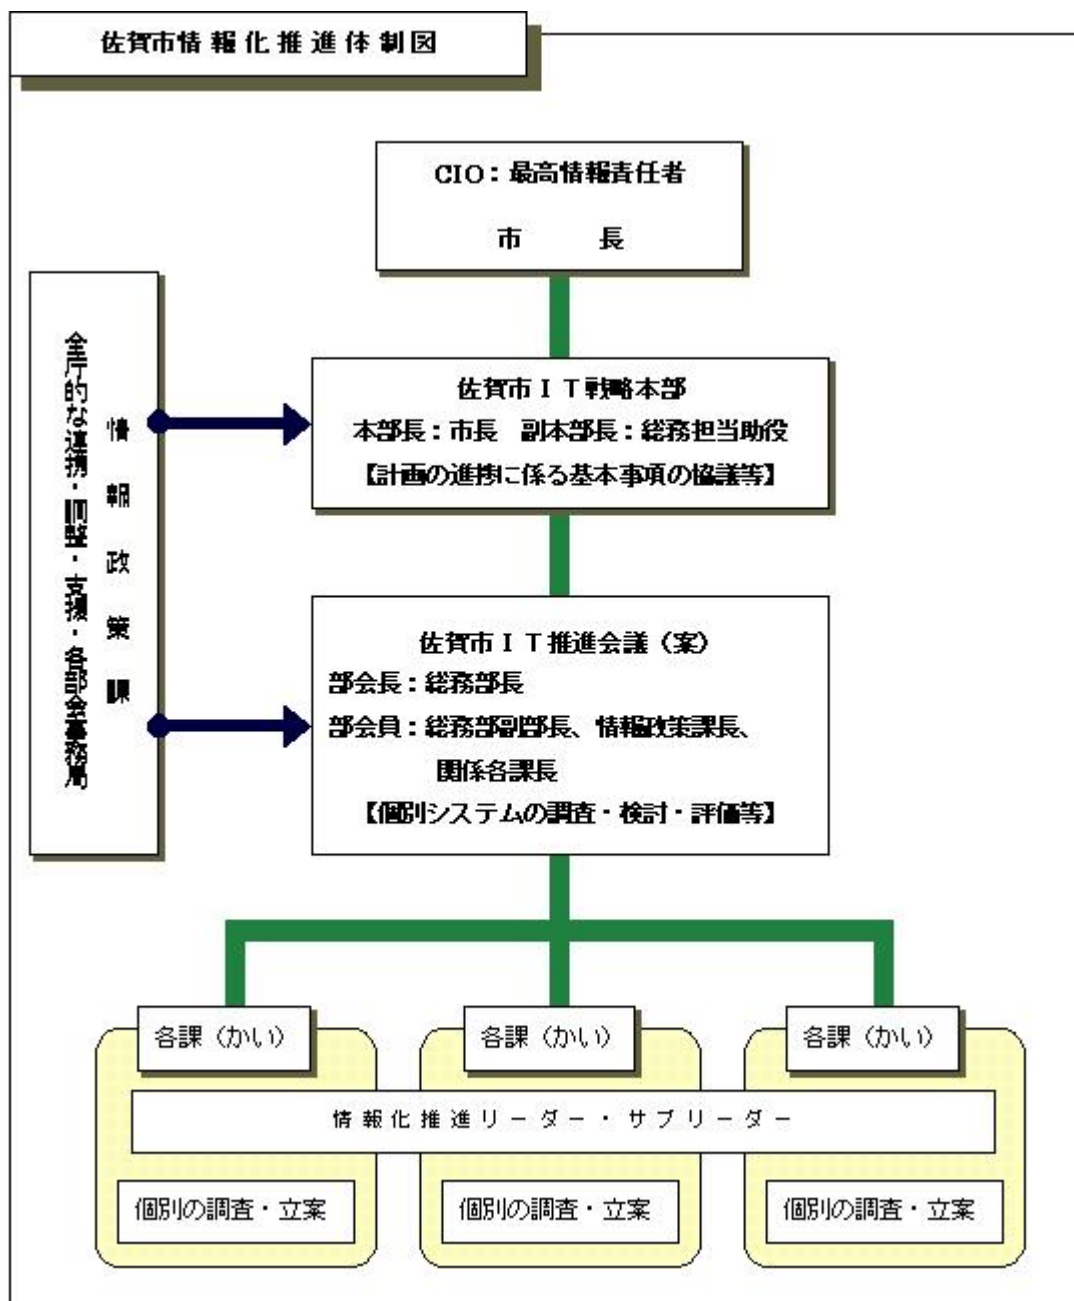 佐賀市情報化推進体制図
CIO：最高情報責任者
市　　長
全庁的な連携・調整・支援・各部会事務局
情報政策課
佐賀市ＩＴ戦略本部
本部長：市長　副本部長：総務担当助役
【計画の進捗に係る基本事項の協議等】
佐賀市ＩＴ推進会議（案）
部会長：総務部長
部会員：総務部副部長、情報政策課長、
関係各課長
【個別システムの調査・検討・評価等】
各課（かい）
各課（かい）
各課（かい）
情報化推進リーダー・サブリーダー
個別の調査・立案
個別の調査・立案
個別の調査・立案